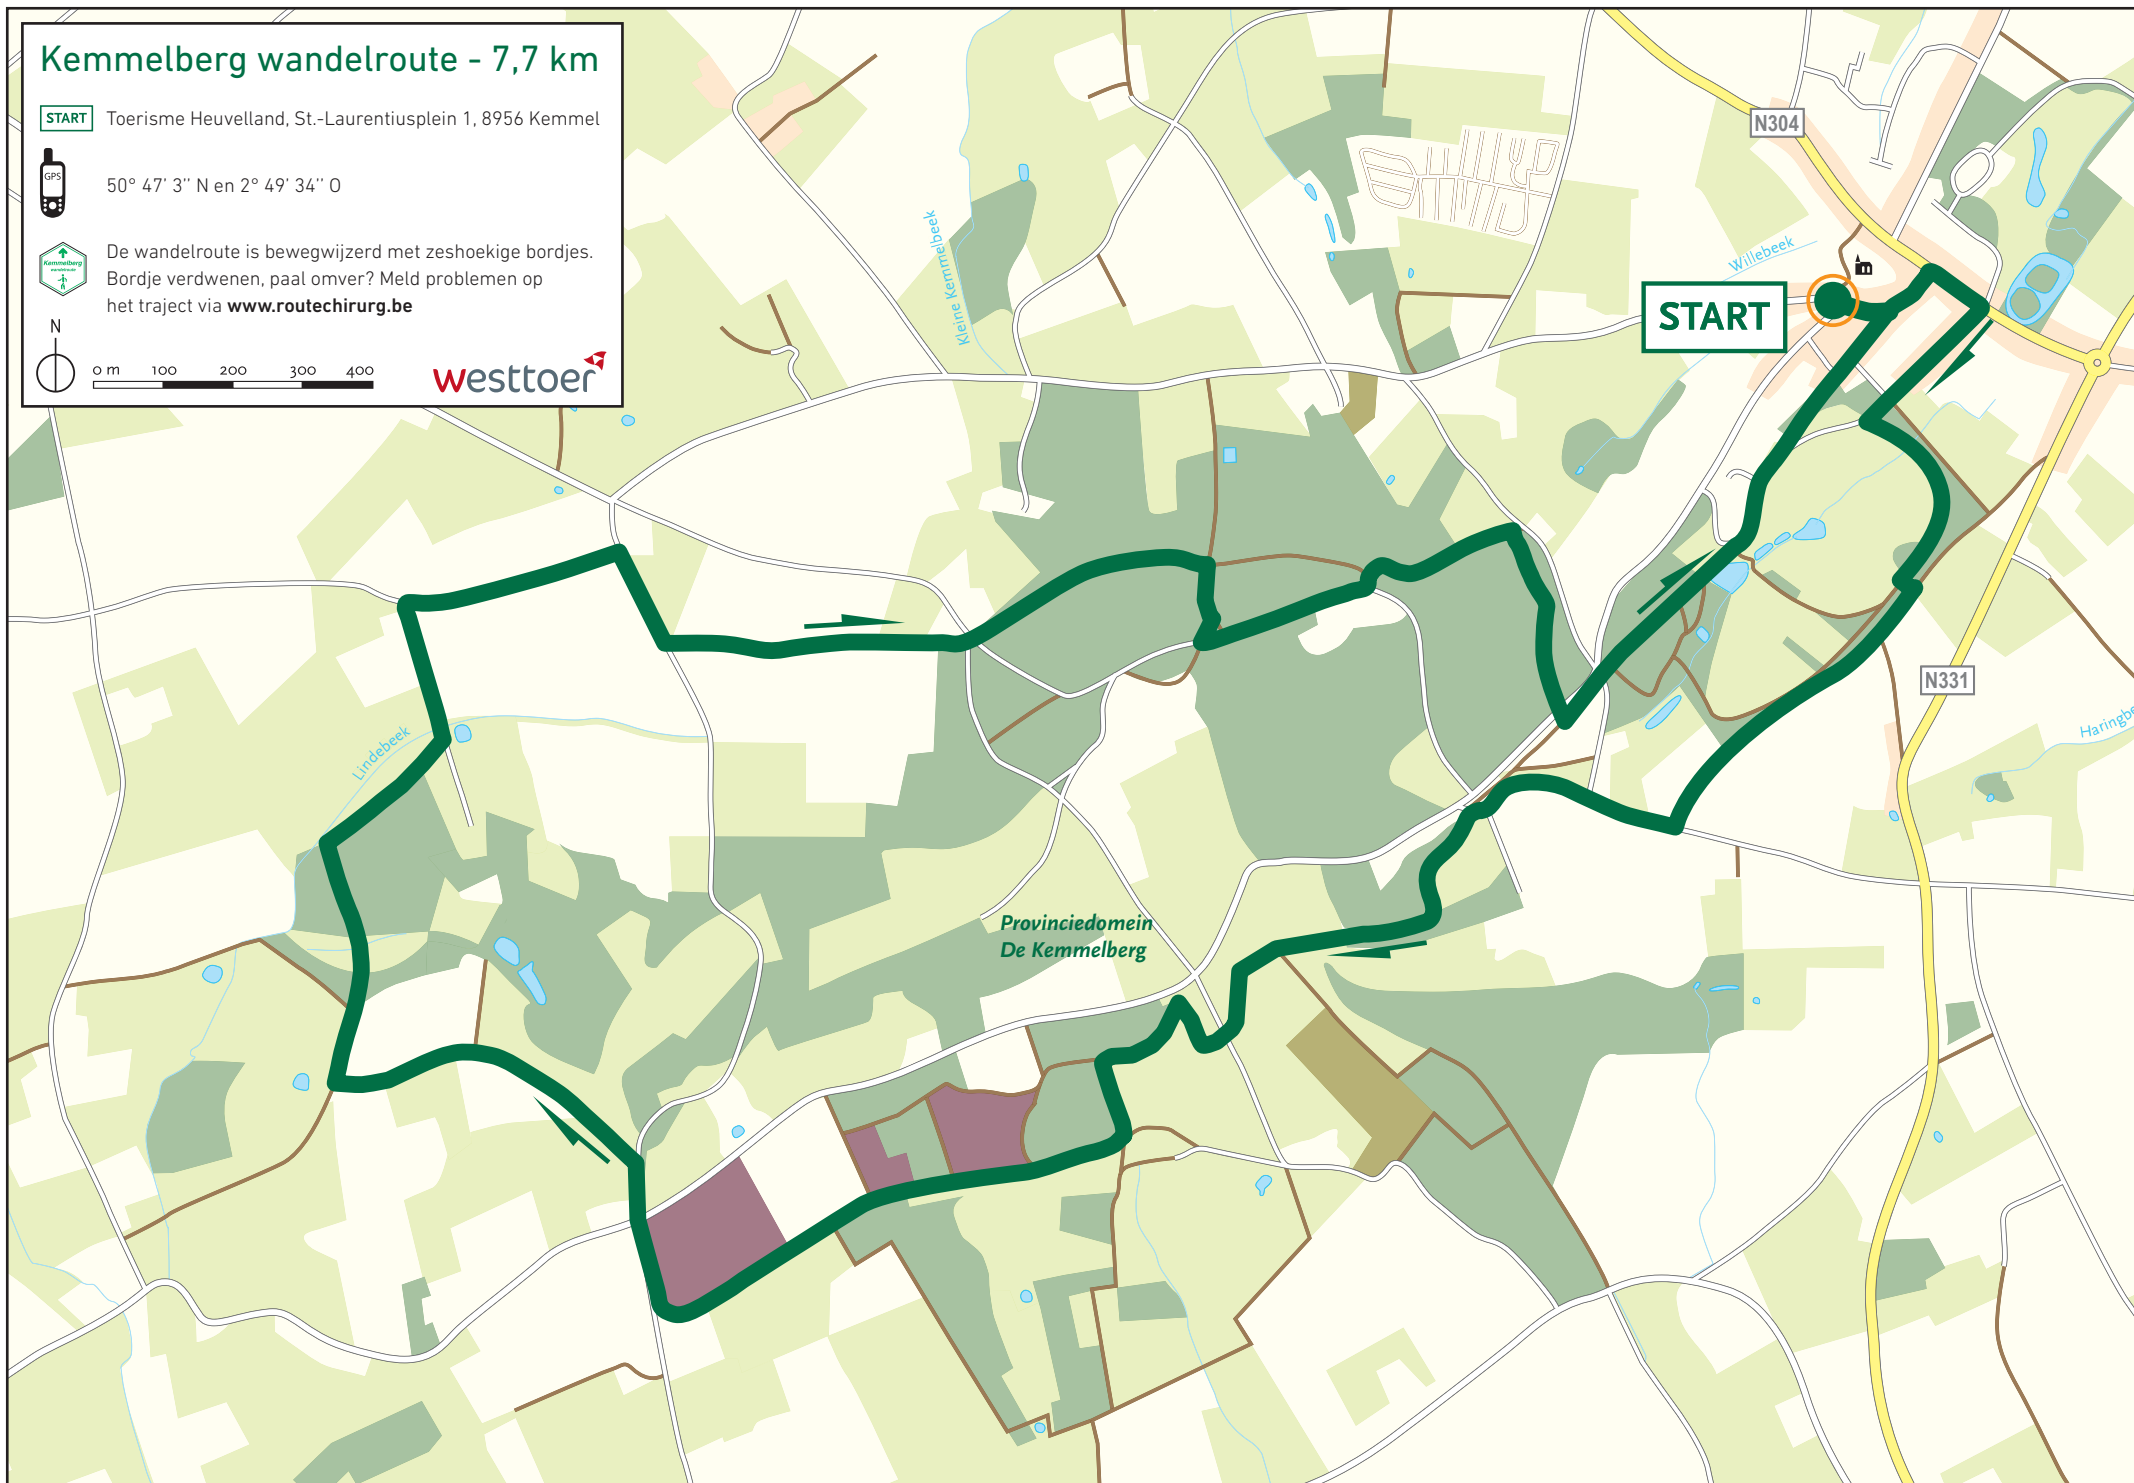 Kemmelberg wandelroute - 7,7 km
START
Toerisme Heuvelland, St.-Laurentiusplein 1, 8956 Kemmel
GPS
50° 47' 3'' N en 2° 49' 34'' O
Kemmelberg
wandelroute
De wandelroute is bewegwijzerd met zeshoekige bordjes.
Bordje verdwenen, paal omver? Meld problemen op
het traject via www.routechirurg.be
N
0 m 100 200 300 400
westtoer
N304
Willebeek
START
Kleine Kemmelbeek
N331
Lindebeek
Provinciedomein
De Kemmelberg